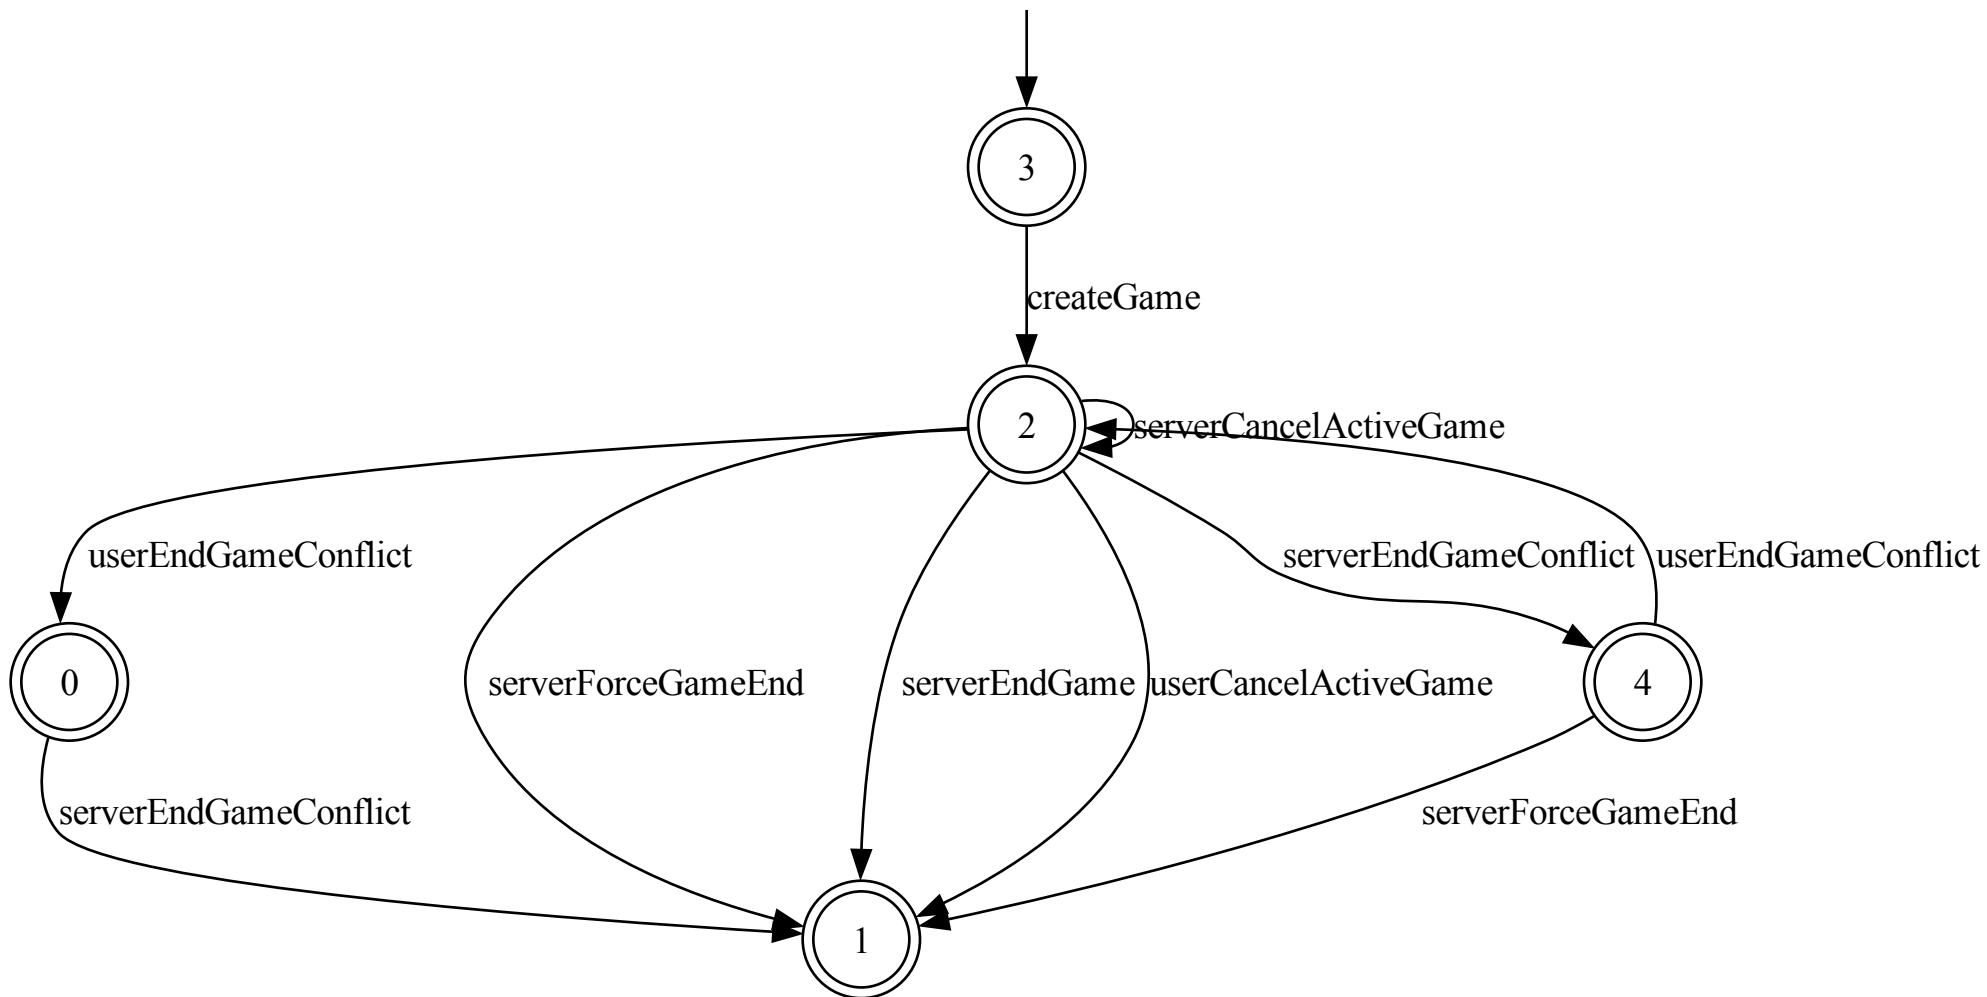 3
createGame
2
serverCancelActiveGame
userEndGameConflict
serverEndGameConflict
userEndGameConflict
0
serverForceGameEnd
serverEndGame
userCancelActiveGame
4
serverEndGameConflict
serverForceGameEnd
1